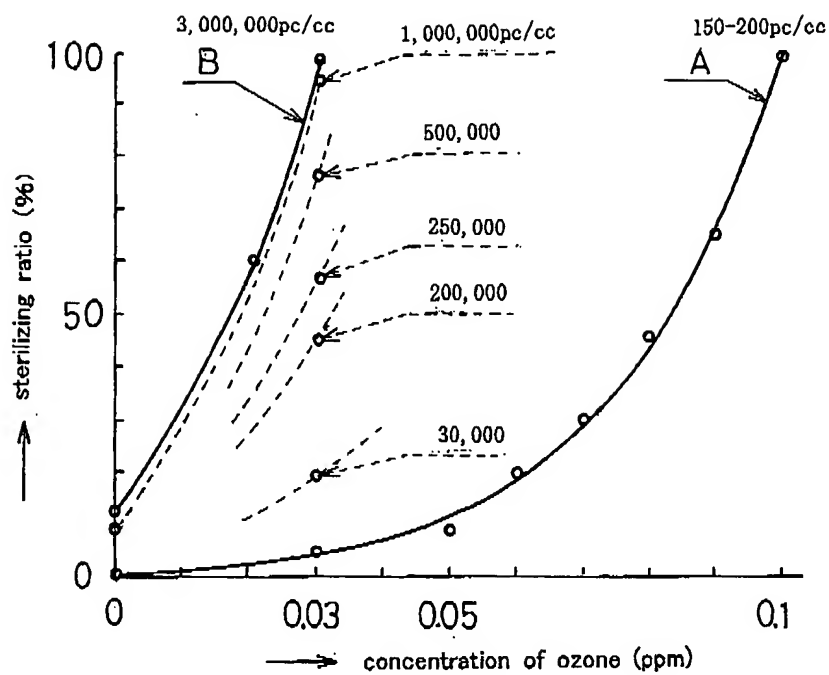 3,000,000pc/cc
1,000,000pc/cc
150-200pc/cc
100
B
A
500,000
250,000
200,000
50
30,000
0
sterilizing ratio (%)
0
0.03
0.05
0.1
concentration of ozone (ppm)